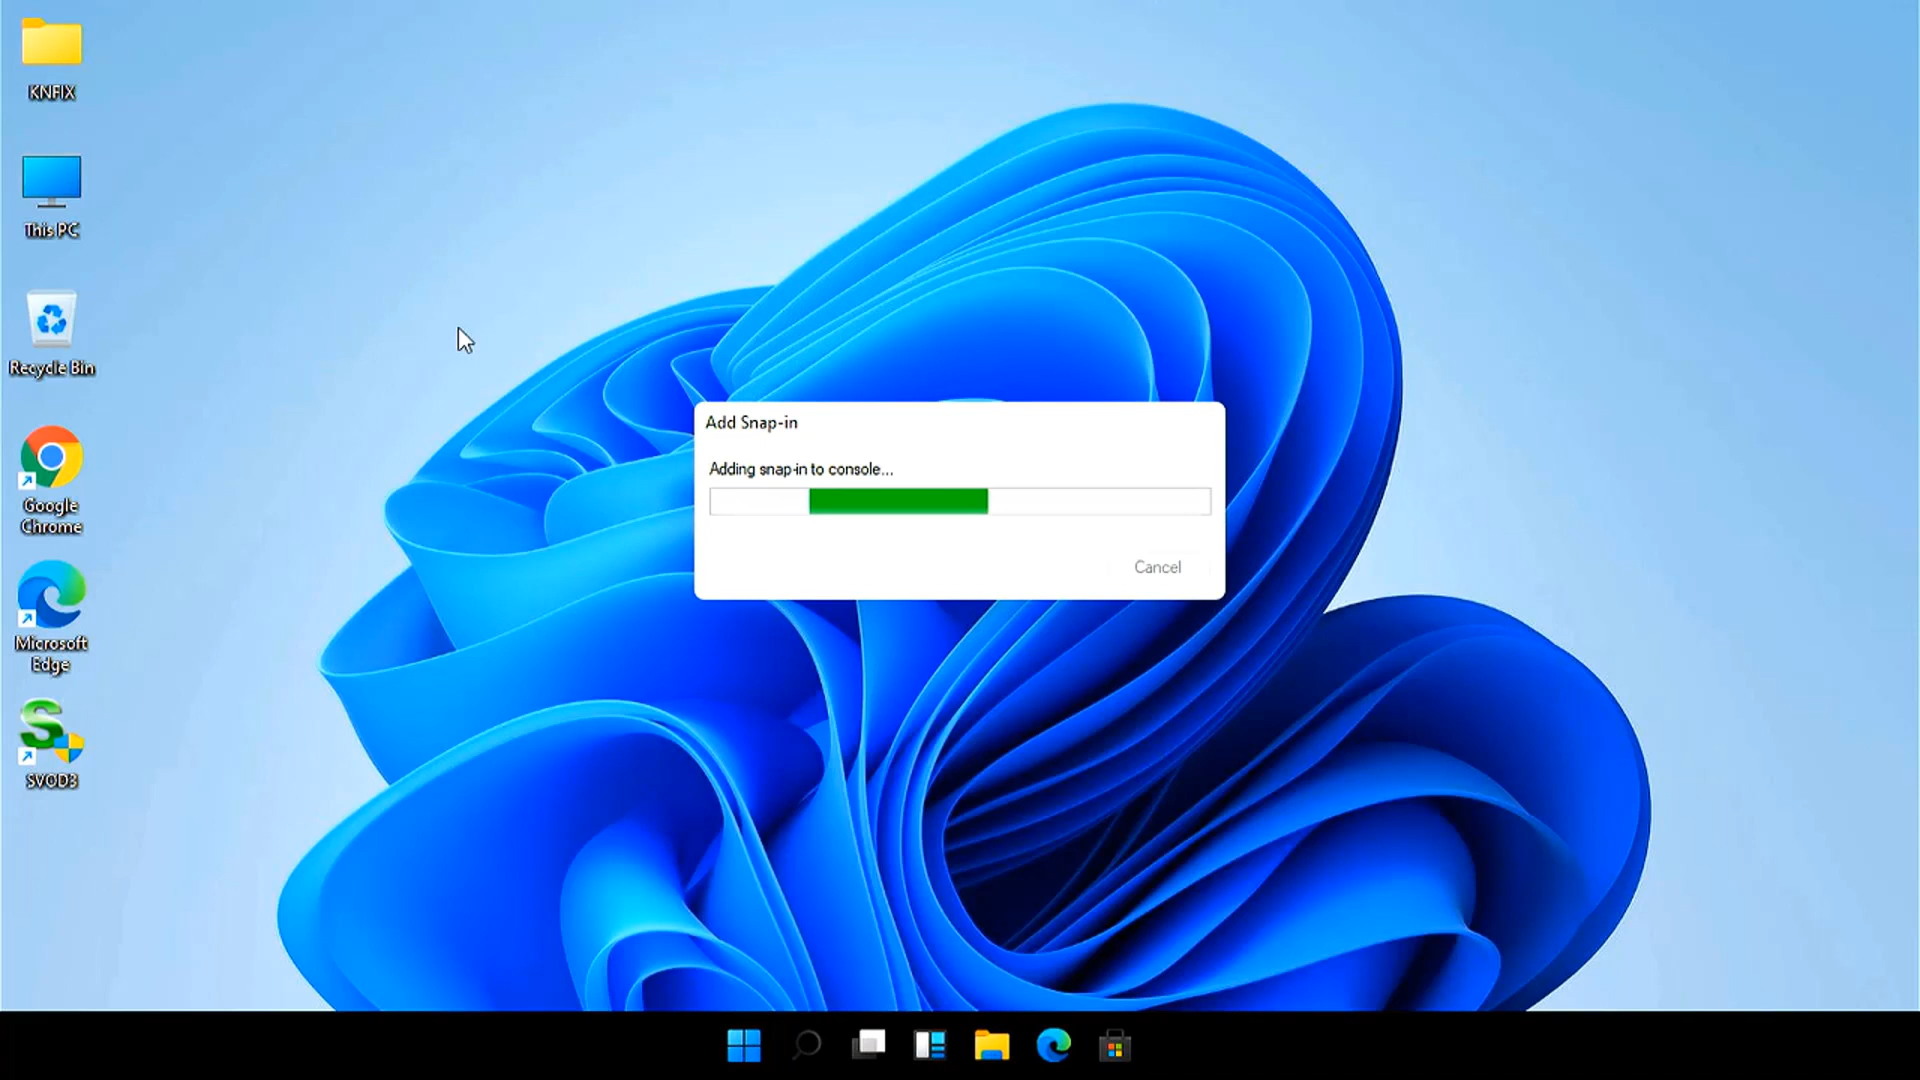 KNFIX
This PC
Recycle Bin
Google
Chrome
Microsoft
Edge
SVOD3
Add Snap-in
Adding snap-in to console...
Cancel